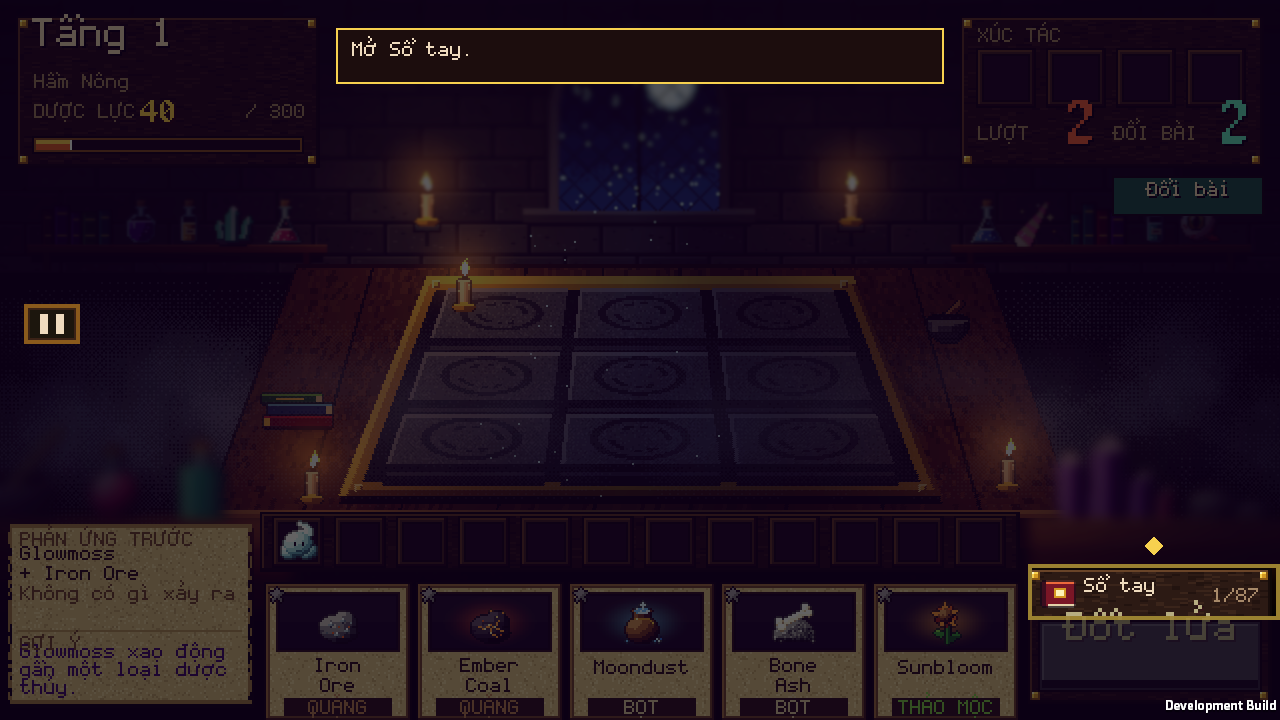 Tầng 1
Hầm Nông
DƯỢC LỰC 40 / 300
Mở Sổ tay.
XÚC TÁC
LƯỢT 2 ĐỔI BÀI 2
Đổi bài
PHẢN ỨNG TRƯỚC
Glowmoss
+ Iron Ore
Không có gì xảy ra
GỢI Ý
Glowmoss xao động
gần một loại dược
thủy.
Iron
Ore
QUẶNG
Ember
Coal
QUẶNG
Moondust
BỘT
Bone
Ash
BỘT
Sunbloom
THẢO MỘC
Sổ tay 1/87
Đốt lửa
Development Build